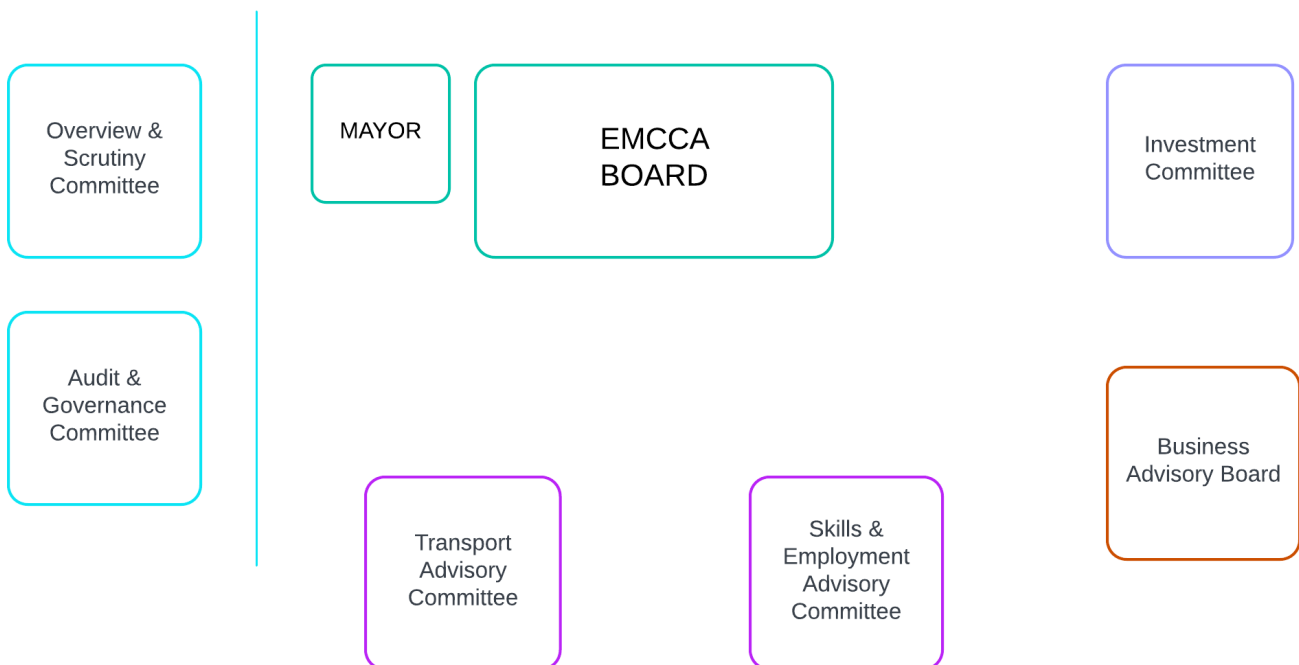 Overview &
Scrutiny
Committee
MAYOR
EMCCA
BOARD
Investment
Committee
Audit &
Governance
Committee
Business
Advisory Board
Transport
Advisory
Committee
Skills &
Employment
Advisory
Committee